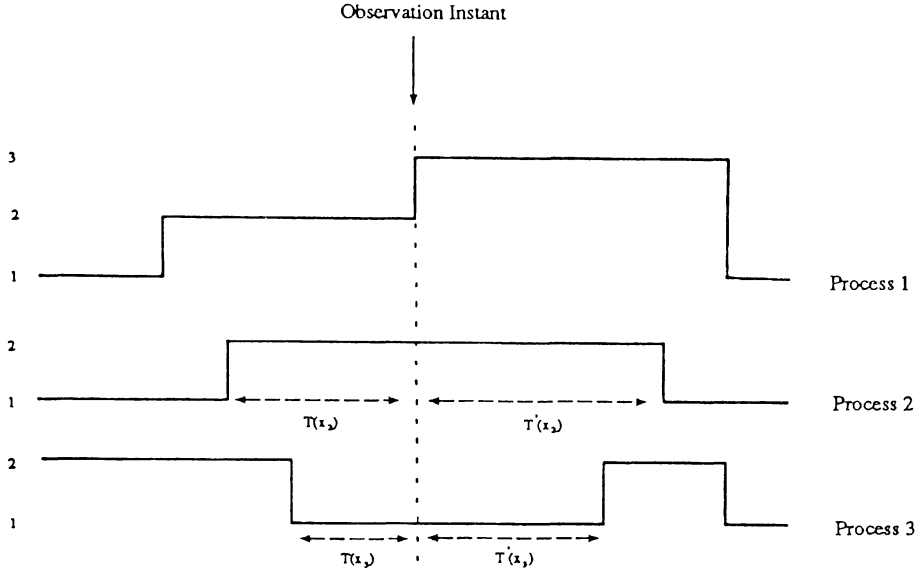 Observation Instant
3
2
1
Process 1
2
1
Process 2
T(x₂)
T'(x₂)
2
1
Process 3
T(x₃)
T'(x₃)